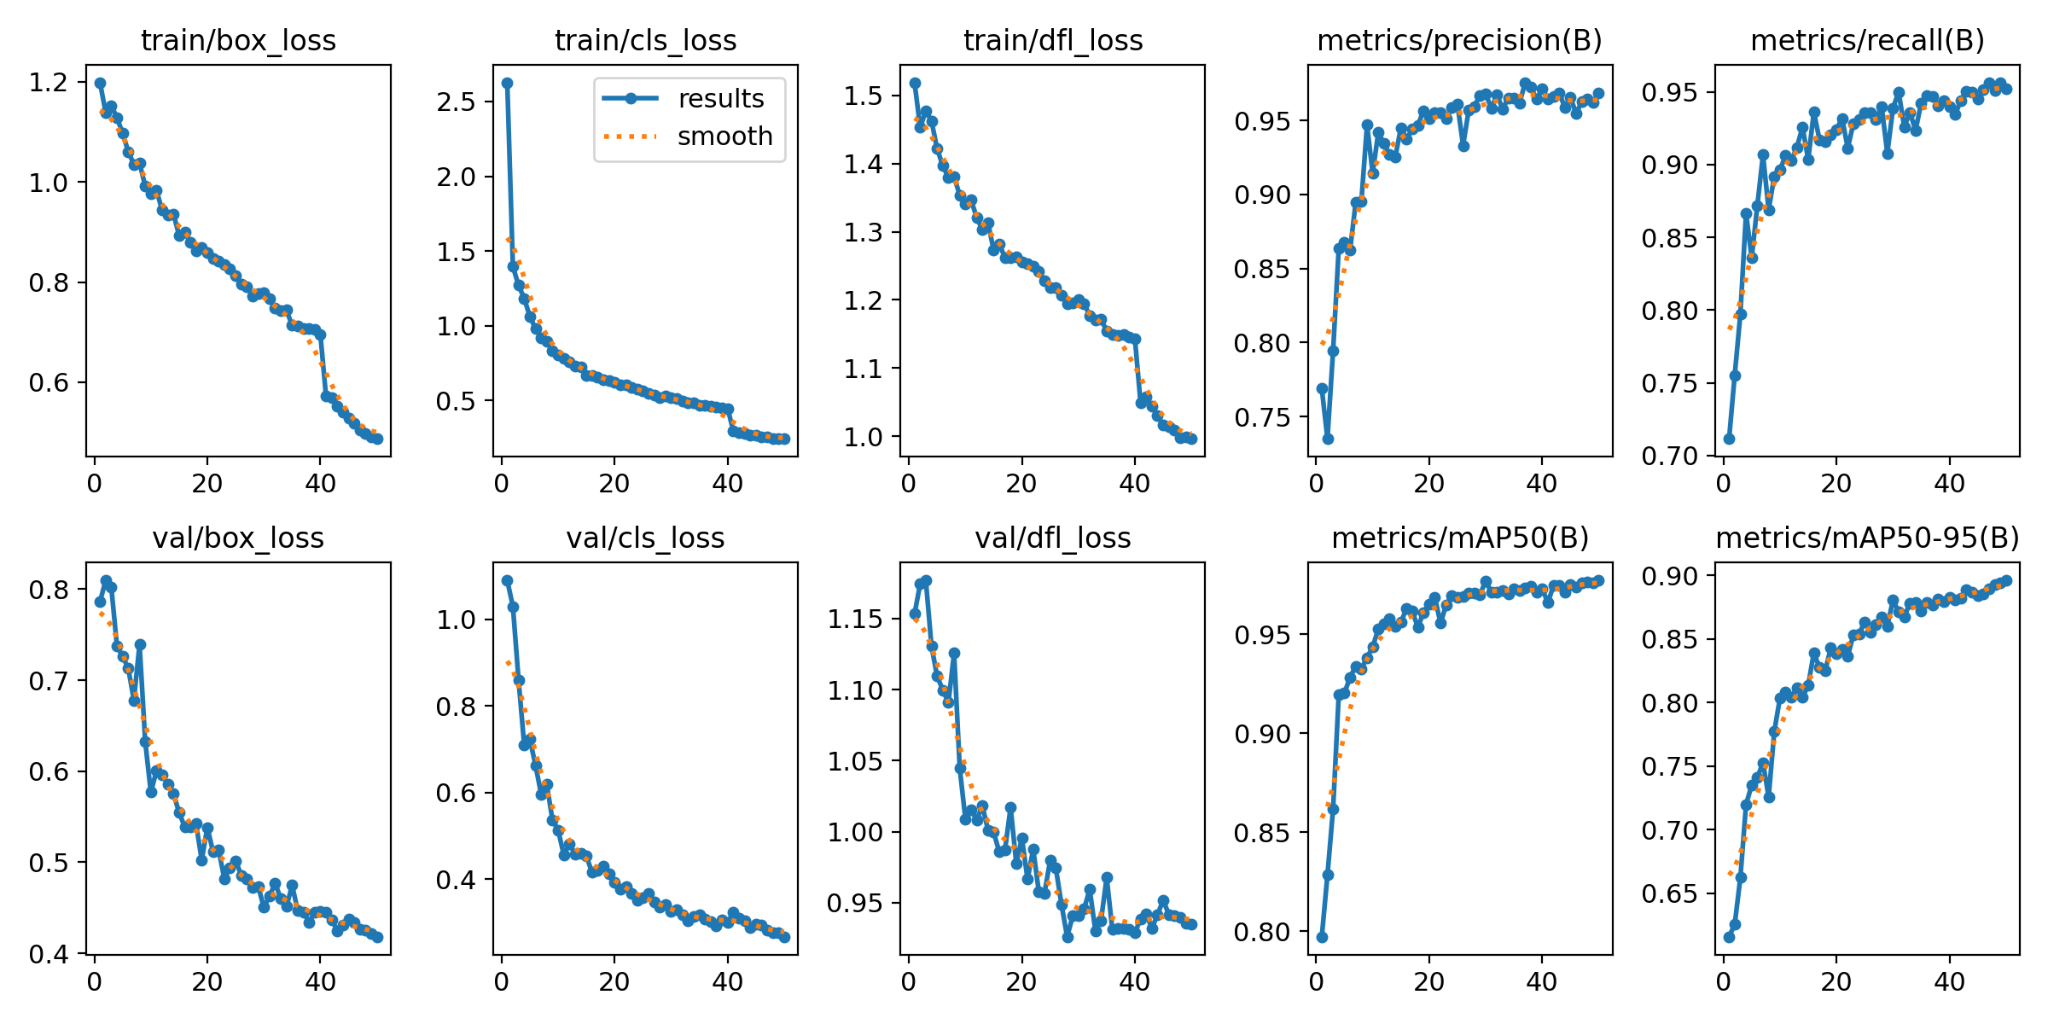 train/box_loss
train/cls_loss
train/dfl_loss
metrics/precision(B)
metrics/recall(B)
1.2
1.0
0.8
0.6
0 20 40
2.5
2.0
1.5
1.0
0.5
results
smooth
0 20 40
1.5
1.4
1.3
1.2
1.1
1.0
0 20 40
0.95
0.90
0.85
0.80
0.75
0 20 40
0.95
0.90
0.85
0.80
0.75
0.70
0 20 40
val/box_loss
val/cls_loss
val/dfl_loss
metrics/mAP50(B)
metrics/mAP50-95(B)
0.8
0.7
0.6
0.5
0.4
0 20 40
1.0
0.8
0.6
0.4
0 20 40
1.15
1.10
1.05
1.00
0.95
0 20 40
0.95
0.90
0.85
0.80
0 20 40
0.90
0.85
0.80
0.75
0.70
0.65
0 20 40